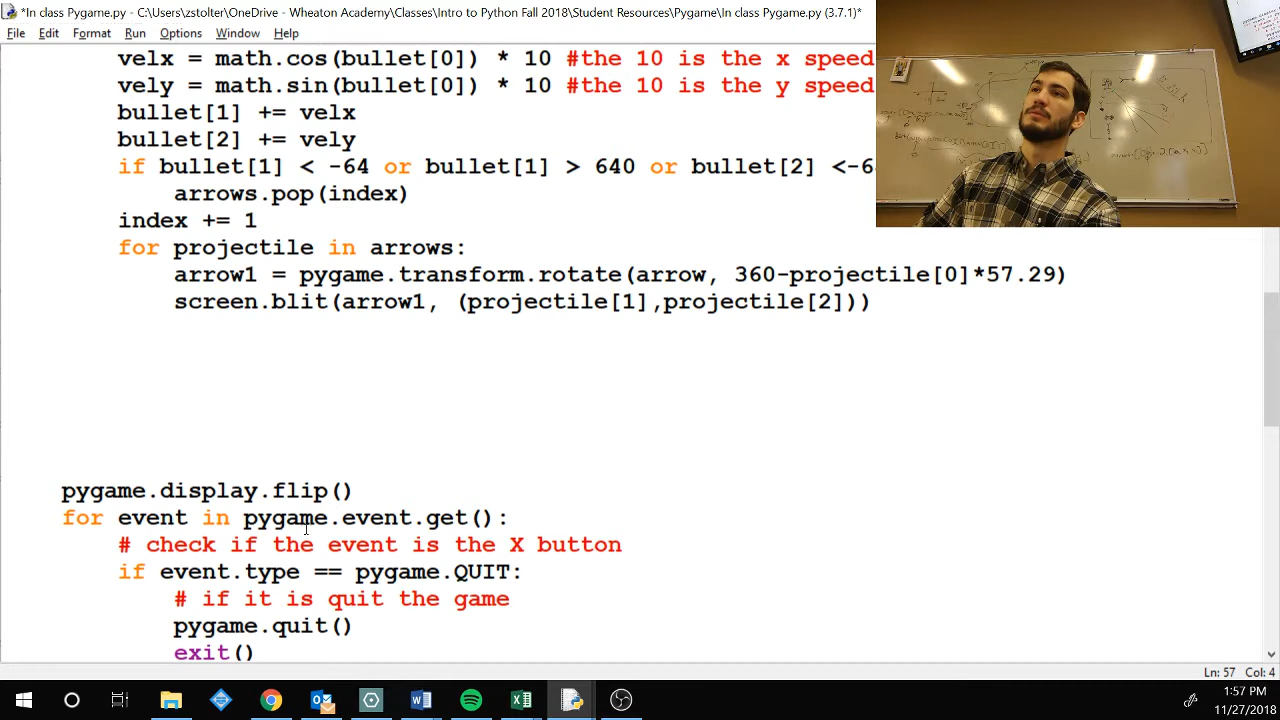 *In class Pygame.py - C:\Users\zstolter\OneDrive - Wheaton Academy\Classes\Intro to Python Fall 2018\Student Resources\Pygame\In class Pygame.py (3.7.1)*
File Edit Format Run Options Window Help
velx = math.cos(bullet[0]) * 10 #the 10 is the x speed
vely = math.sin(bullet[0]) * 10 #the 10 is the y speed
bullet[1] += velx
bullet[2] += vely
if bullet[1] < -64 or bullet[1] > 640 or bullet[2] <-6
arrows.pop(index)
index += 1
for projectile in arrows:
arrow1 = pygame.transform.rotate(arrow, 360-projectile[0]*57.29)
screen.blit(arrow1, (projectile[1],projectile[2]))
pygame.display.flip()
for event in pygame.event.get():
# check if the event is the X button
if event.type == pygame.QUIT:
# if it is quit the game
pygame.quit()
exit()
Ln: 57 Col: 4
1:57 PM
11/27/2018